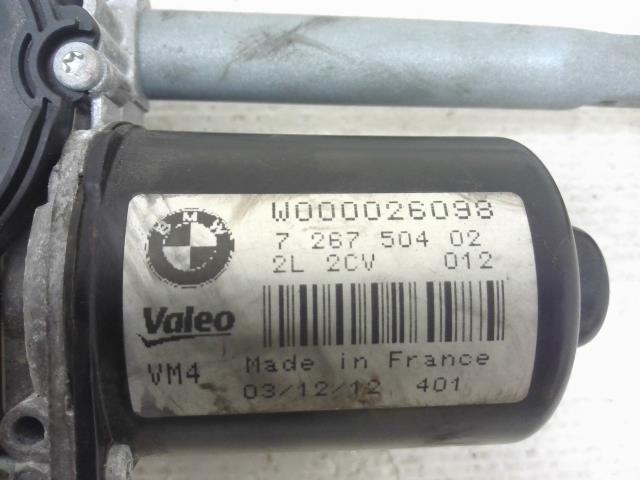 W000026098
BMW
7 267 504 02
2L 2CV 012
Valeo
VM4
Made in France
03/12/12 401